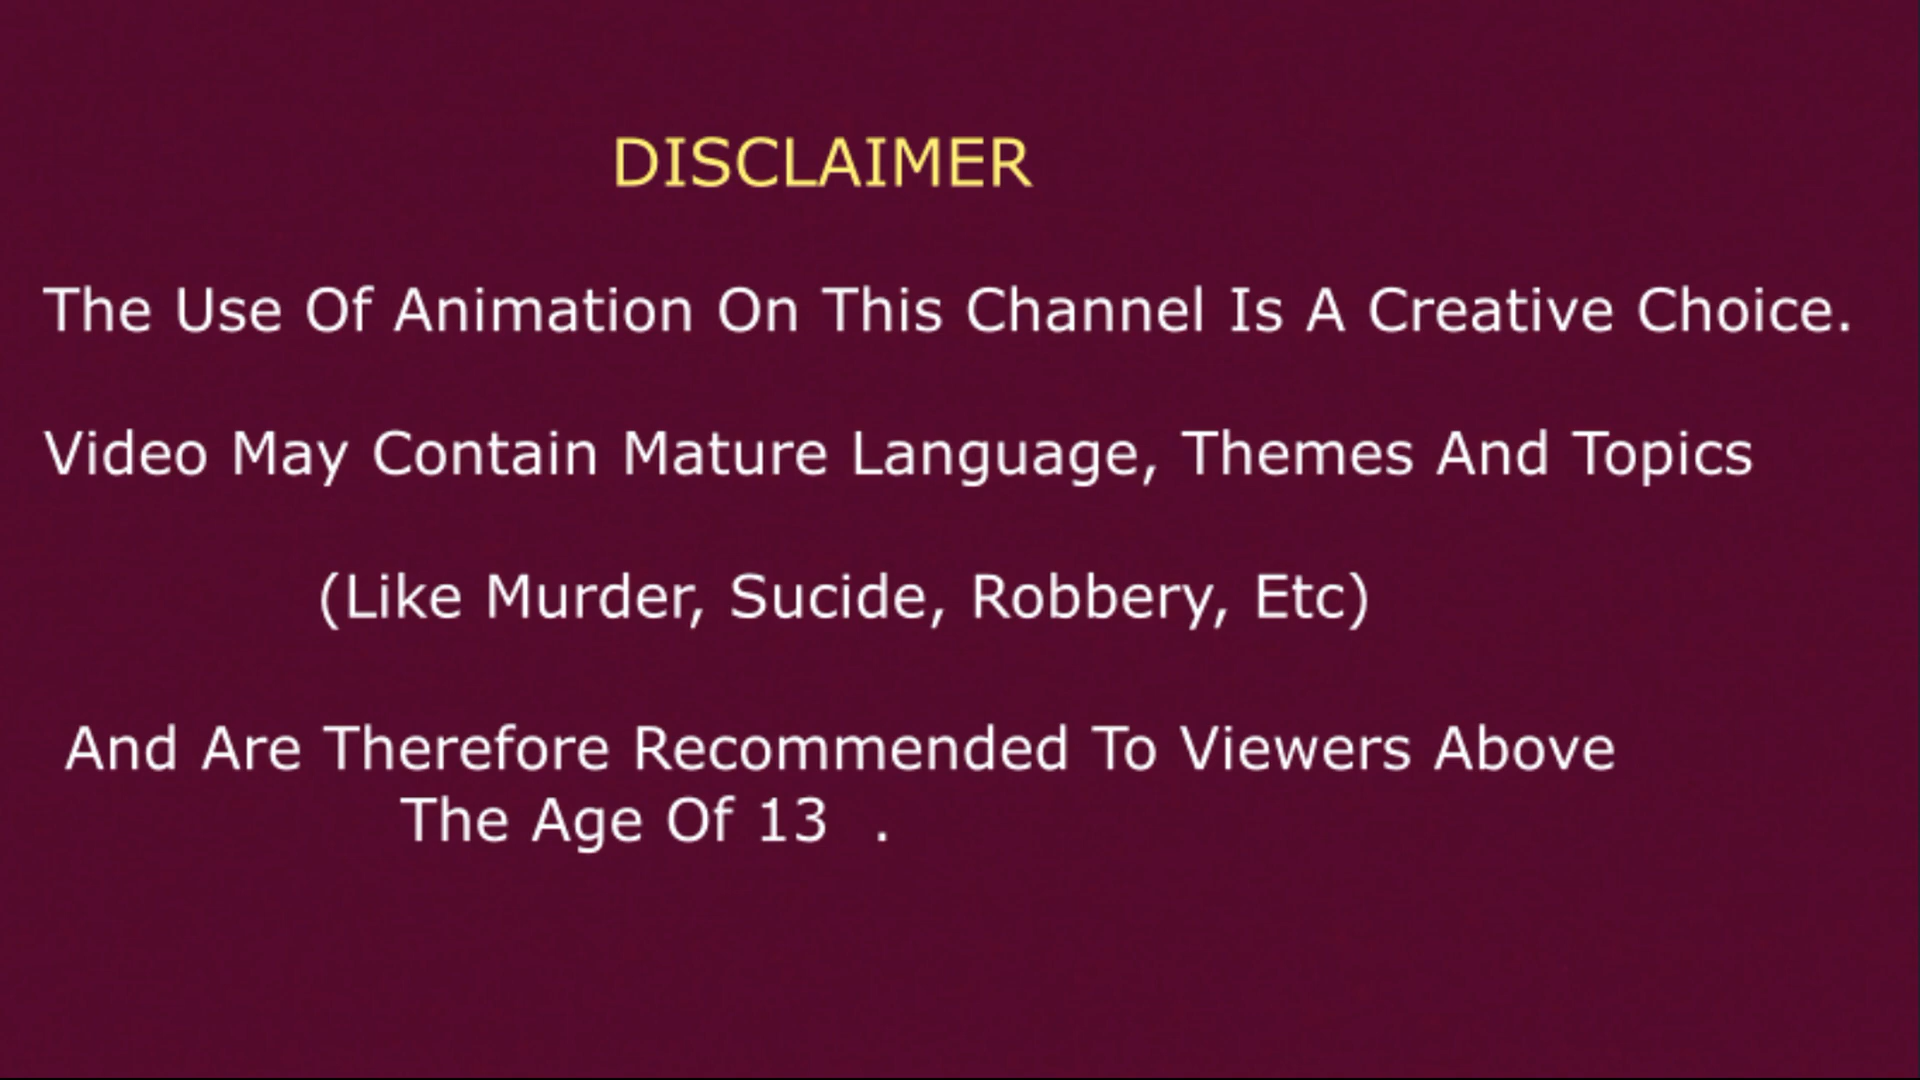 DISCLAIMER
The Use Of Animation On This Channel Is A Creative Choice.
Video May Contain Mature Language, Themes And Topics
(Like Murder, Sucide, Robbery, Etc)
And Are Therefore Recommended To Viewers Above
The Age Of 13 .